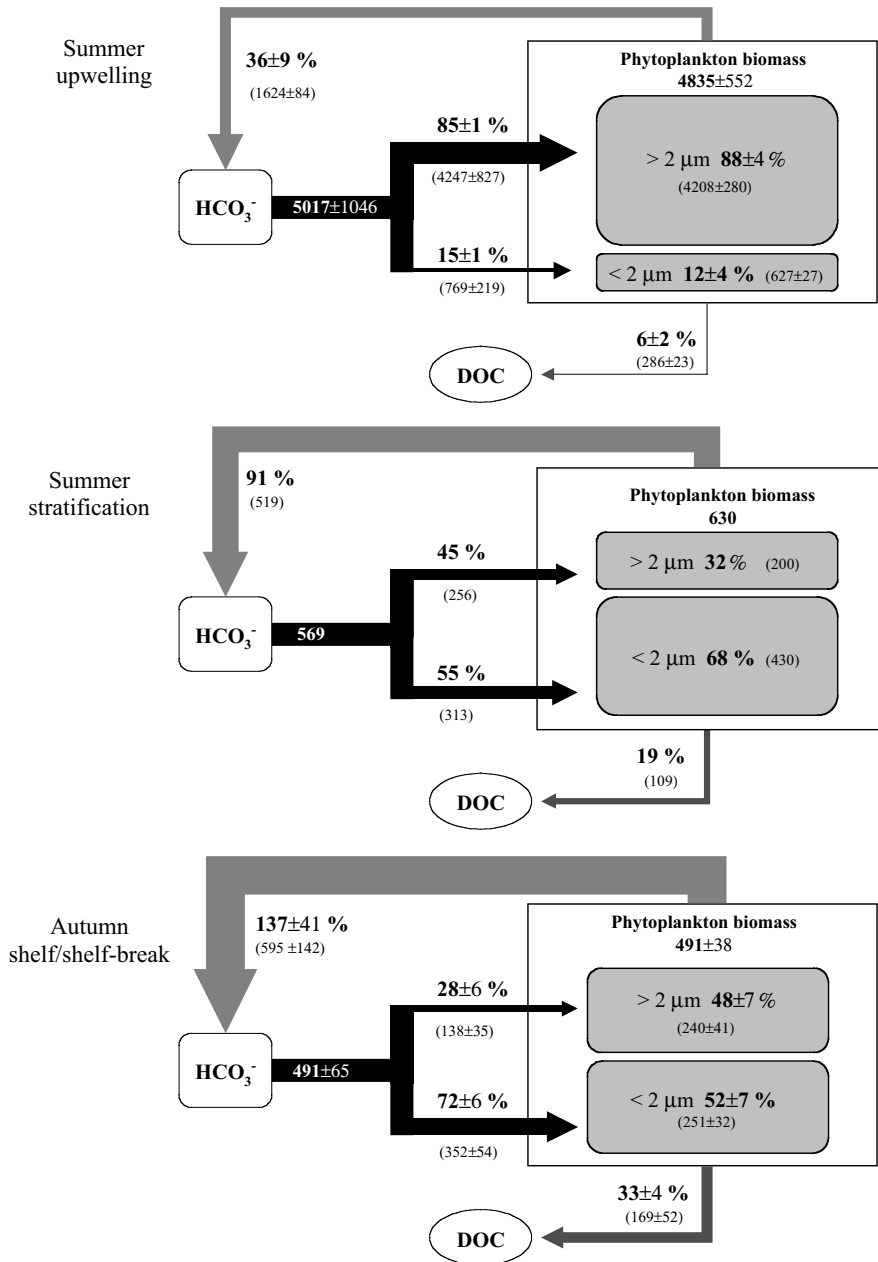 Summer
upwelling
36±9 %
(1624±84)
Phytoplankton biomass
4835±552
85±1 %
(4247±827)
> 2 µm 88±4 %
(4208±280)
HCO₃⁻
5017±1046
15±1 %
(769±219)
< 2 µm 12±4 % (627±27)
6±2 %
(286±23)
DOC
Summer
stratification
91 %
(519)
Phytoplankton biomass
630
45 %
(256)
> 2 µm 32 % (200)
HCO₃⁻
569
55 %
(313)
< 2 µm 68 % (430)
19 %
(109)
DOC
Autumn
shelf/shelf-break
137±41 %
(595 ±142)
Phytoplankton biomass
491±38
28±6 %
(138±35)
> 2 µm 48±7 %
(240±41)
HCO₃⁻
491±65
72±6 %
(352±54)
< 2 µm 52±7 %
(251±32)
33±4 %
(169±52)
DOC